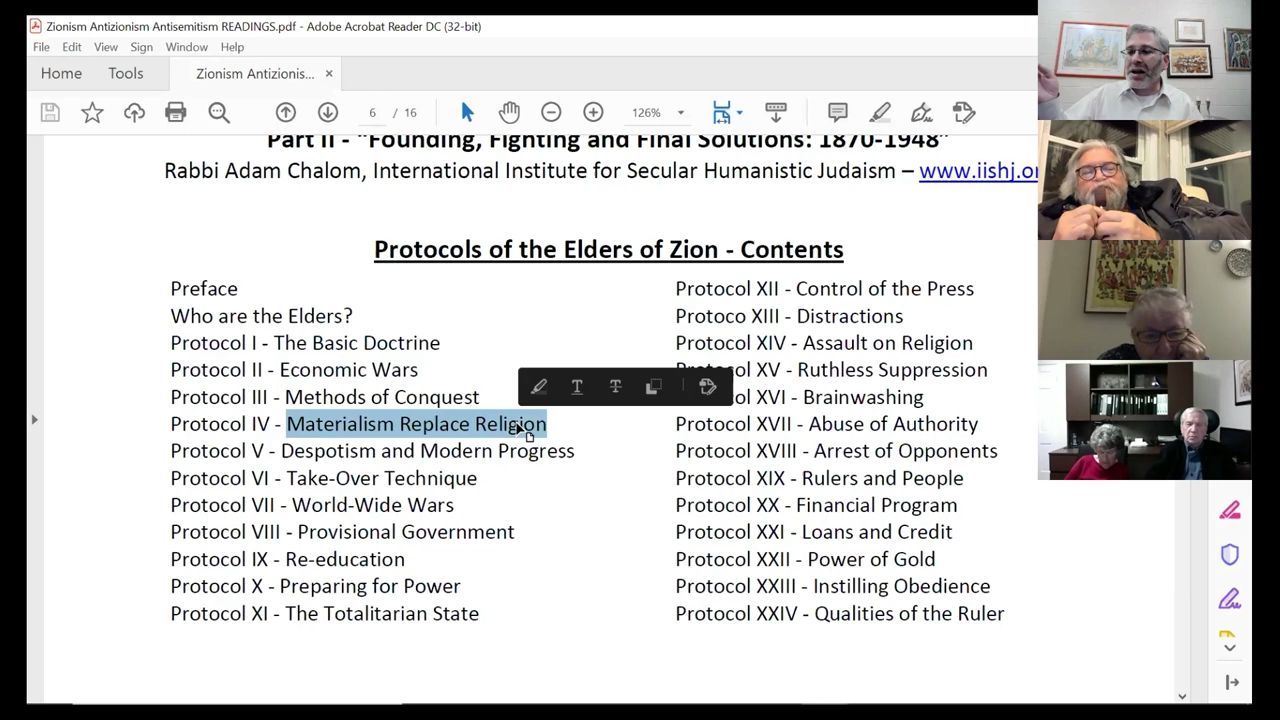 Zionism Antizionism Antisemitism READINGS.pdf - Adobe Acrobat Reader DC (32-bit)
File Edit View Sign Window Help
Home Tools Zionism Antizionis... ×
6 / 16 126%
Part II - "Founding, Fighting and Final Solutions: 1870-1948"
Rabbi Adam Chalom, International Institute for Secular Humanistic Judaism – www.iishj.or
Protocols of the Elders of Zion - Contents
Preface
Who are the Elders?
Protocol I - The Basic Doctrine
Protocol II - Economic Wars
Protocol III - Methods of Conquest
Protocol IV - Materialism Replace Religion
Protocol V - Despotism and Modern Progress
Protocol VI - Take-Over Technique
Protocol VII - World-Wide Wars
Protocol VIII - Provisional Government
Protocol IX - Re-education
Protocol X - Preparing for Power
Protocol XI - The Totalitarian State
Protocol XII - Control of the Press
Protoco XIII - Distractions
Protocol XIV - Assault on Religion
col XV - Ruthless Suppression
col XVI - Brainwashing
Protocol XVII - Abuse of Authority
Protocol XVIII - Arrest of Opponents
Protocol XIX - Rulers and People
Protocol XX - Financial Program
Protocol XXI - Loans and Credit
Protocol XXII - Power of Gold
Protocol XXIII - Instilling Obedience
Protocol XXIV - Qualities of the Ruler